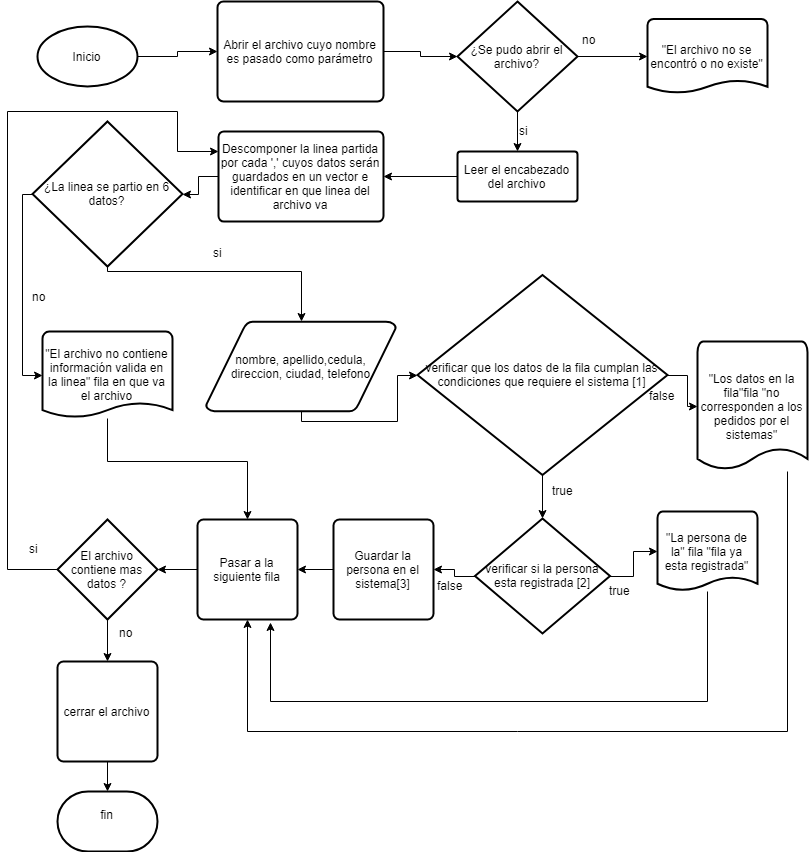 Inicio
Abrir el archivo cuyo nombre
es pasado como parámetro
¿Se pudo abrir el
archivo?
no
"El archivo no se
encontró o no existe"
si
Leer el encabezado
del archivo
Descomponer la linea partida
por cada ',' cuyos datos serán
guardados en un vector e
identificar en que linea del
archivo va
¿La linea se partio en 6
datos?
si
no
"El archivo no contiene
información valida en
la linea" fila en que va
el archivo
nombre, apellido,cedula,
direccion, ciudad, telefono
verificar que los datos de la fila cumplan las
condiciones que requiere el sistema [1]
false
"Los datos en la
fila"fila "no
corresponden a los
pedidos por el
sistemas"
true
verificar si la persona
esta registrada [2]
true
"La persona de
la" fila "fila ya
esta registrada"
false
Guardar la
persona en el
sistema[3]
Pasar a la
siguiente fila
El archivo
contiene mas
datos ?
si
no
cerrar el archivo
fin